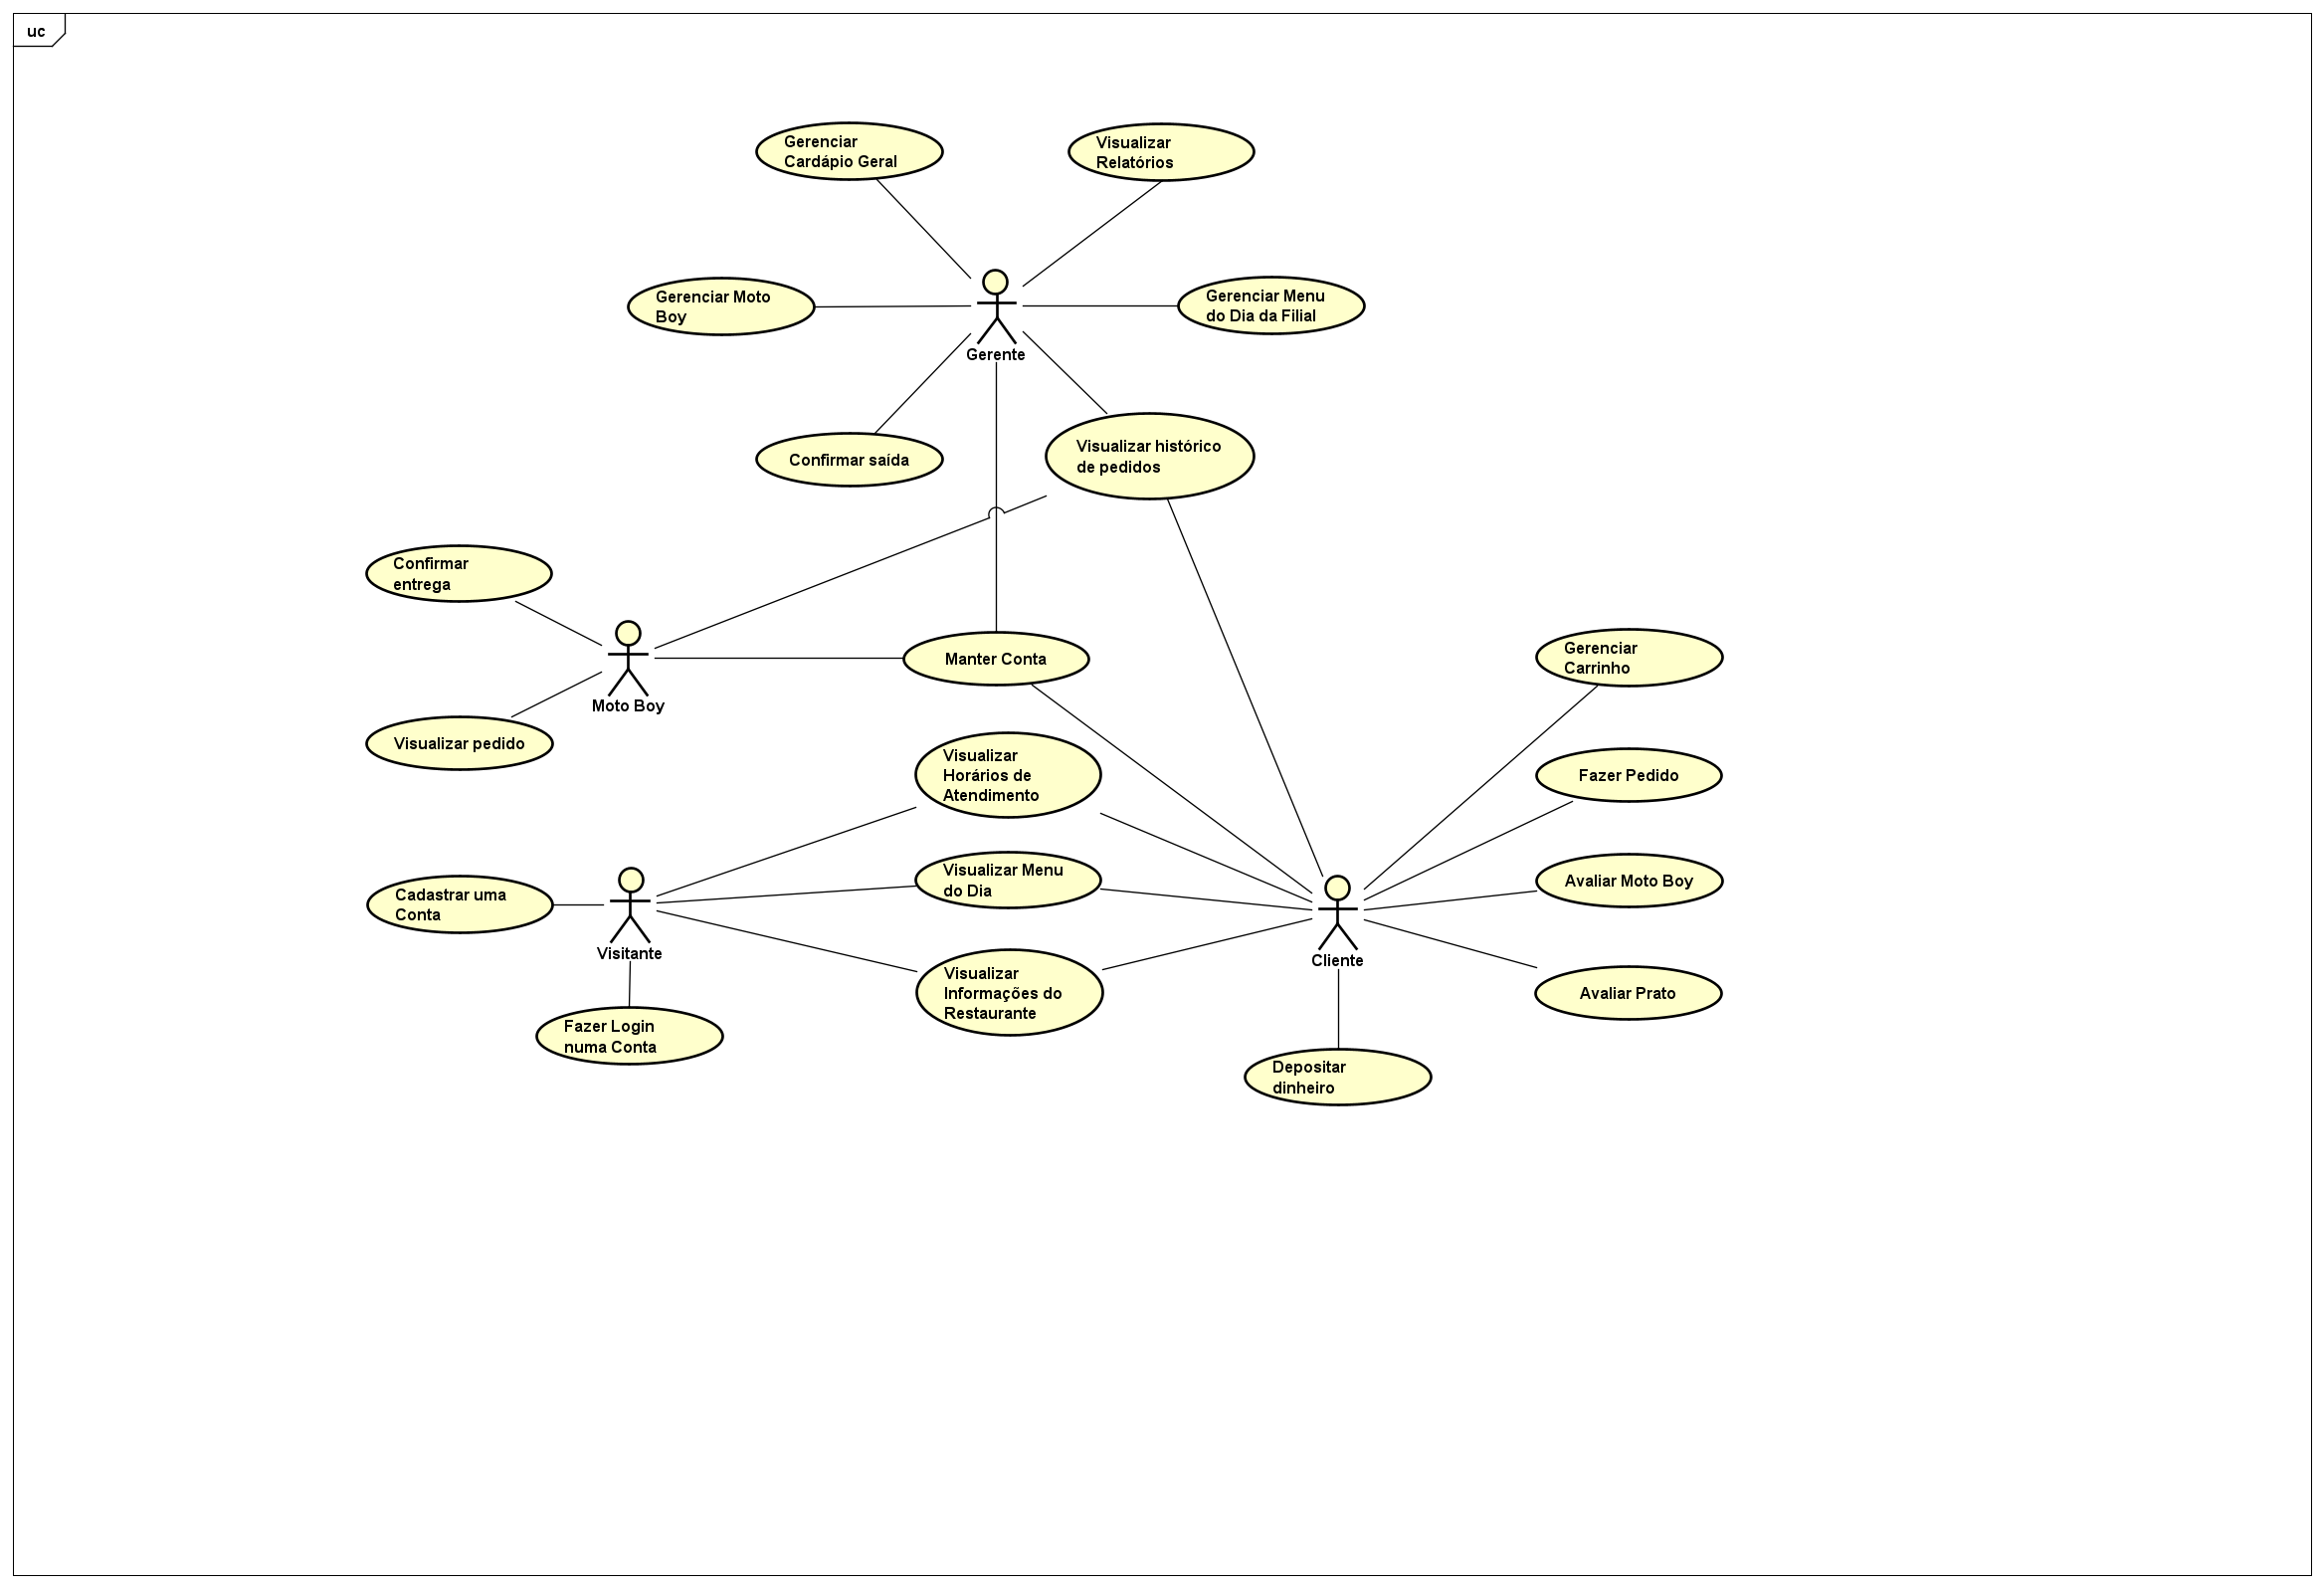 uc
Gerenciar
Cardápio Geral
Visualizar
Relatórios
Gerenciar Moto
Boy
Gerenciar Menu
do Dia da Filial
Gerente
Confirmar saída
Visualizar histórico
de pedidos
Confirmar
entrega
Moto Boy
Manter Conta
Gerenciar
Carrinho
Visualizar pedido
Visualizar
Horários de
Atendimento
Fazer Pedido
Cadastrar uma
Conta
Visitante
Visualizar Menu
do Dia
Avaliar Moto Boy
Cliente
Visualizar
Informações do
Restaurante
Avaliar Prato
Fazer Login
numa Conta
Depositar
dinheiro